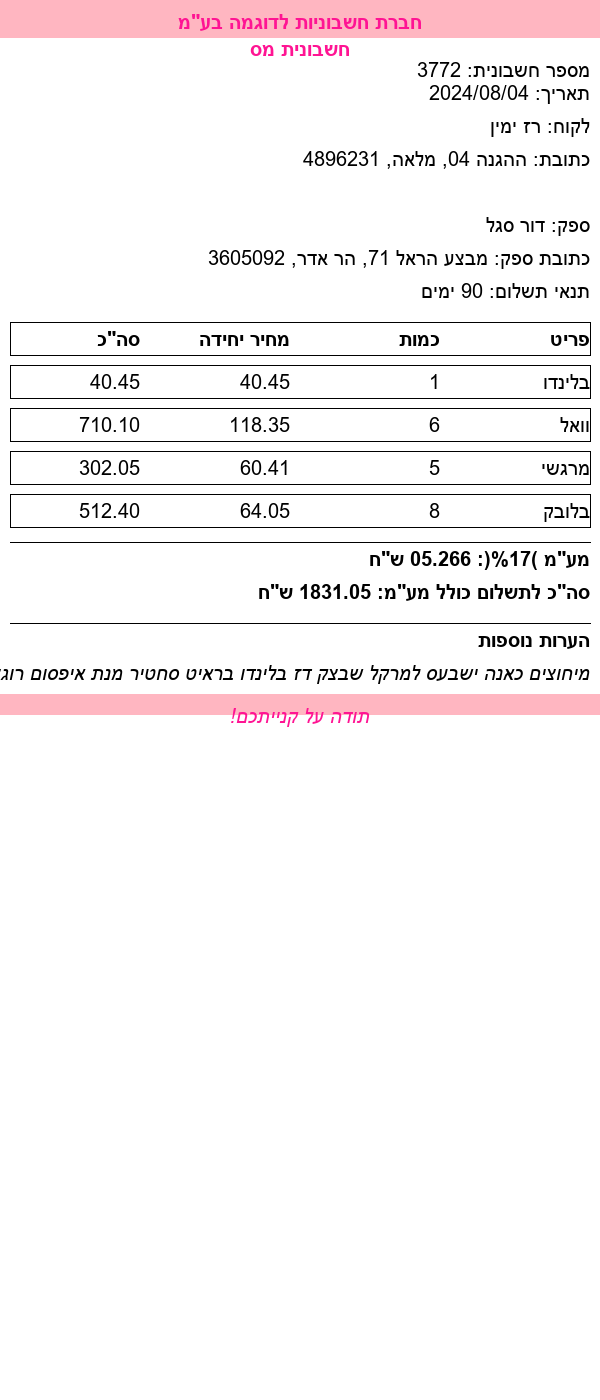 חברת חשבוניות לדוגמה בע"מ
חשבונית מס
מספר חשבונית: 3772
תאריך: 2024/08/04
לקוח: רז ימין
כתובת: ההגנה 04, מלאה, 4896231
ספק: דור סגל
כתובת ספק: מבצע הראל 71, הר אדר, 3605092
תנאי תשלום: 90 ימים
פריט כמות מחיר יחידה סה"כ
בלינדו 1 40.45 40.45
וואל 6 118.35 710.10
מרגשי 5 60.41 302.05
בלובק 8 64.05 512.40
מע"מ )17%(: 05.266 ש"ח
סה"כ לתשלום כולל מע"מ: 1831.05 ש"ח
הערות נוספות
מיחוצים כאנה ישבעס למרקל שבצק דז בלינדו בראיט סחטיר מנת איפסום רוג
תודה על קנייתכם!